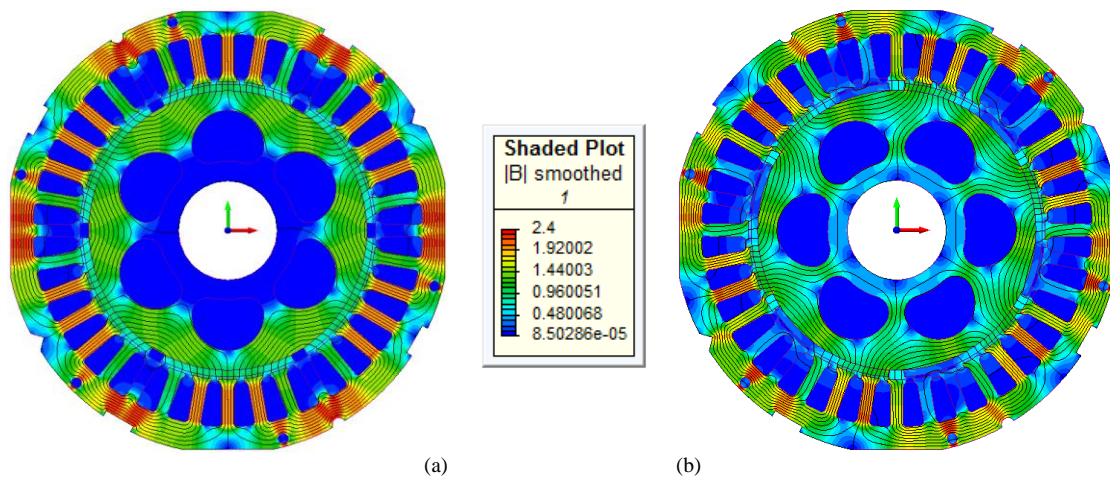 Shaded Plot
|B| smoothed
1
2.4
1.92002
1.44003
0.960051
0.480068
8.50286e-05
(a)
(b)